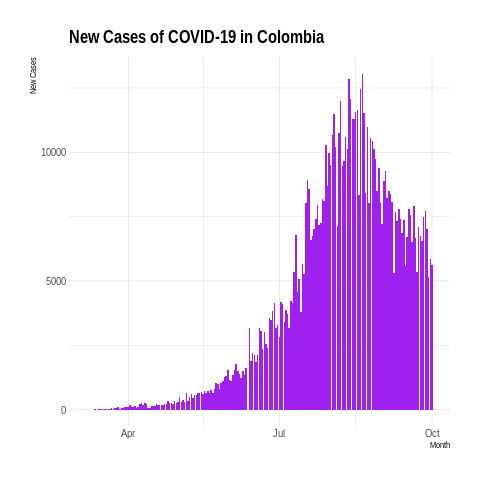 New Cases of COVID-19 in Colombia
New Cases
10000
5000
0
Apr Jul Oct
Month